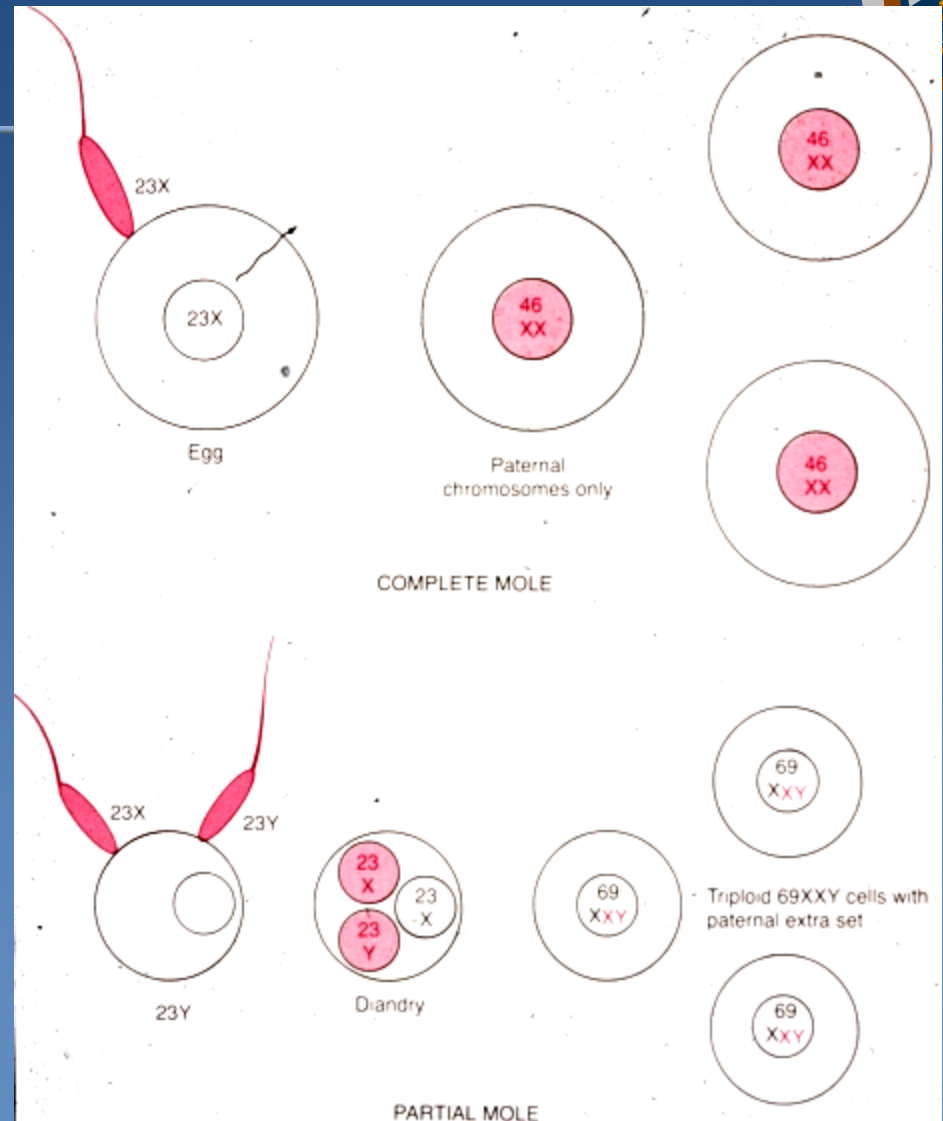 23X
23X
Egg
46
XX
Paternal
chromosomes only
46
XX
46
XX
COMPLETE MOLE
23X
23Y
23Y
23
X
23
Y
23
X
Diandry
69
XXY
69
XXY
Triploid 69XXY cells with
paternal extra set
69
XXY
PARTIAL MOLE